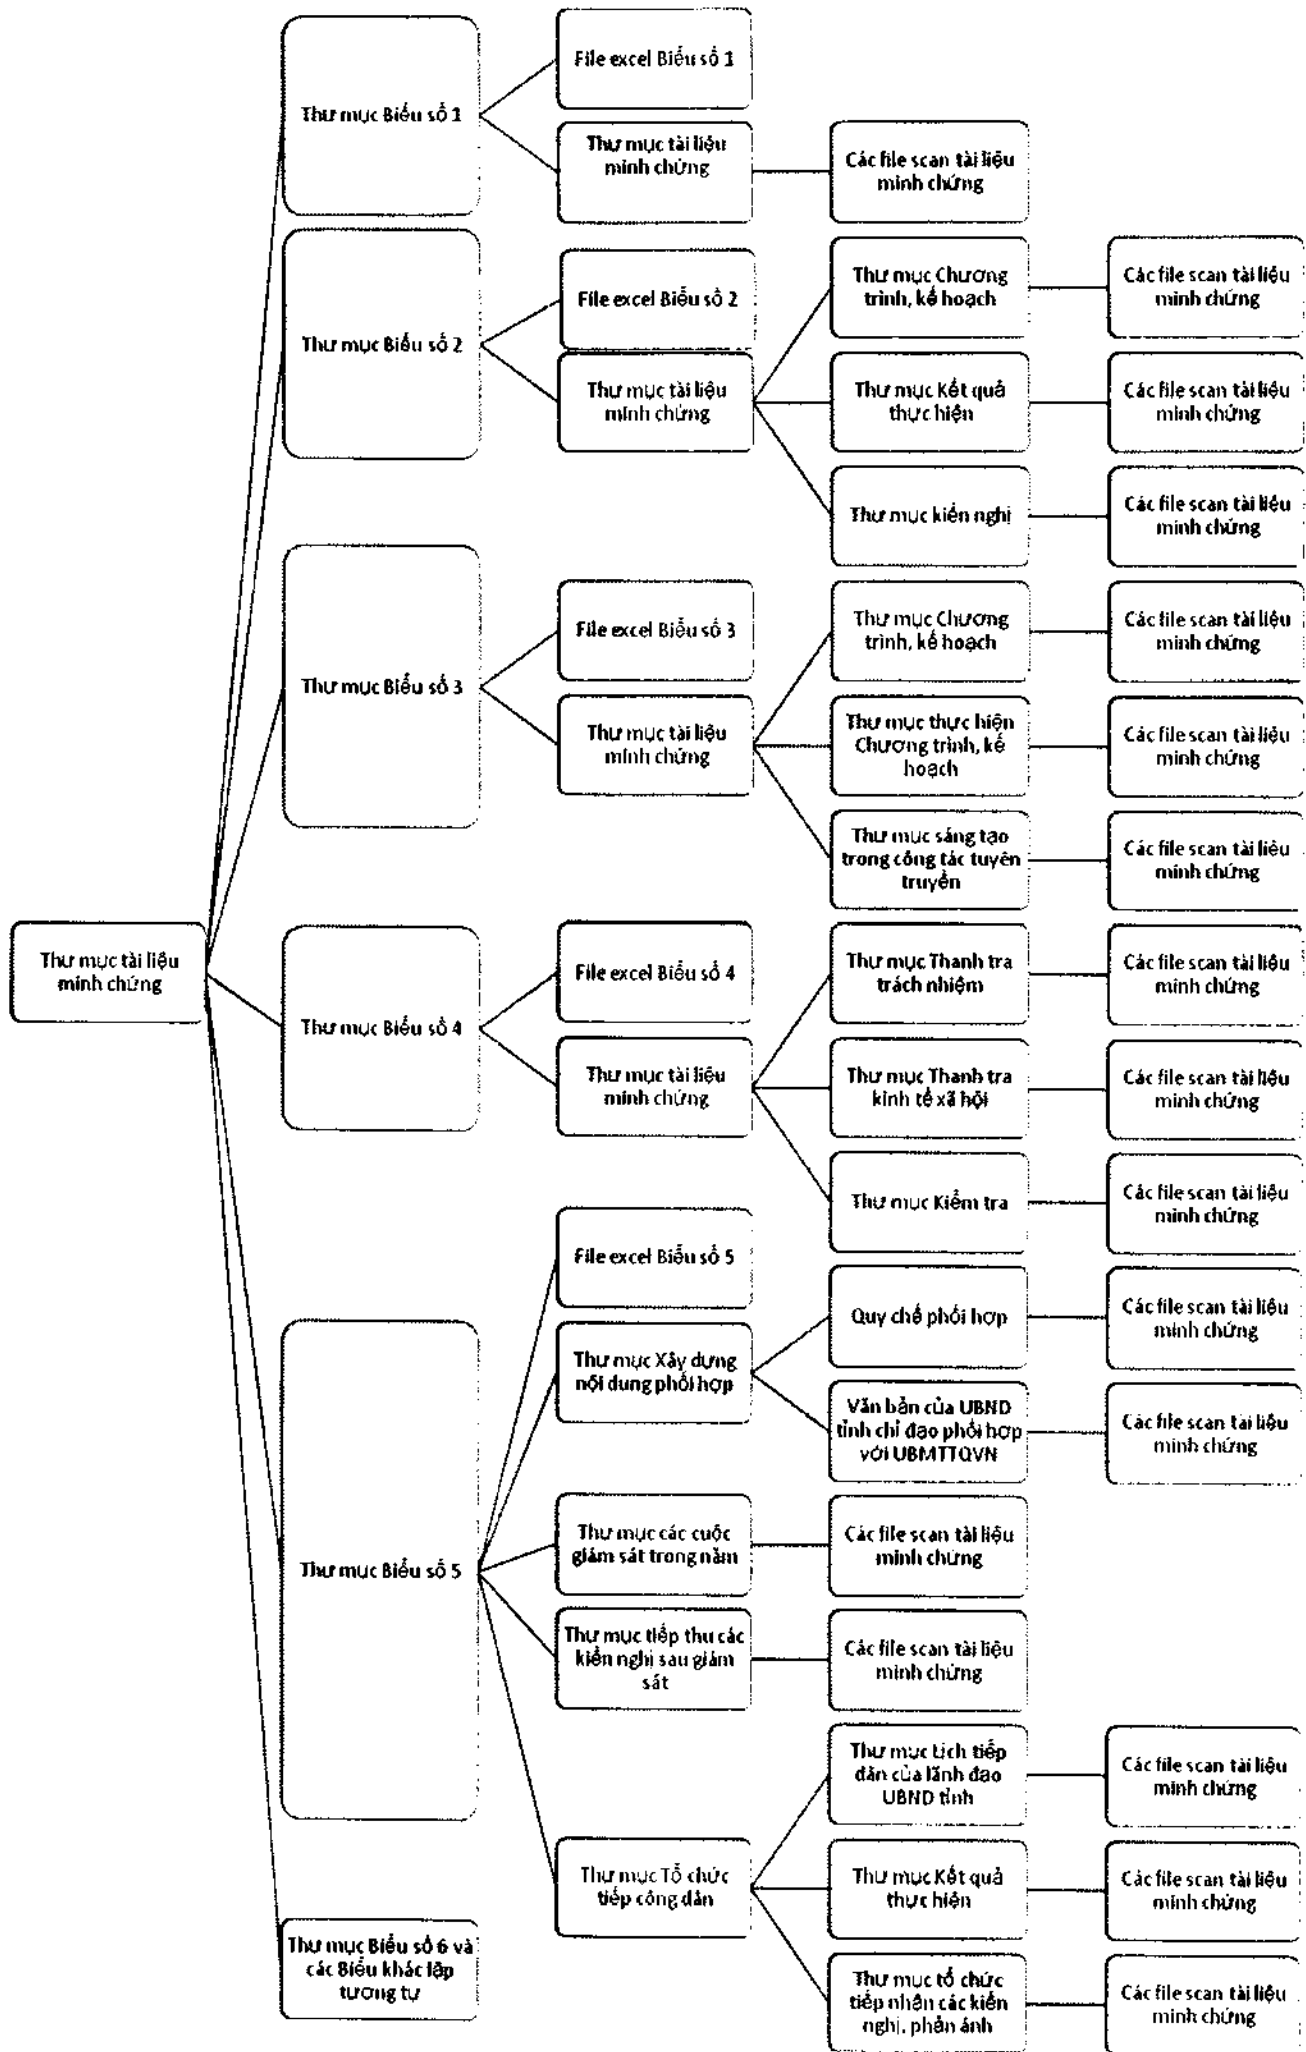 Thư mục tài liệu
minh chứng
Thư mục Biểu số 1
File excel Biểu số 1
Thư mục tài liệu
minh chứng
Các file scan tài liệu
minh chứng
Thư mục Biểu số 2
File excel Biểu số 2
Thư mục tài liệu
minh chứng
Thư mục Chương
trình, kế hoạch
Các file scan tài liệu
minh chứng
Thư mục Kết quả
thực hiện
Các file scan tài liệu
minh chứng
Thư mục kiến nghị
Các file scan tài liệu
minh chứng
Thư mục Biểu số 3
File excel Biểu số 3
Thư mục tài liệu
minh chứng
Thư mục Chương
trình, kế hoạch
Các file scan tài liệu
minh chứng
Thư mục thực hiện
Chương trình, kế
hoạch
Các file scan tài liệu
minh chứng
Thư mục sáng tạo
trong công tác tuyên
truyền
Các file scan tài liệu
minh chứng
Thư mục Biểu số 4
File excel Biểu số 4
Thư mục tài liệu
minh chứng
Thư mục Thanh tra
trách nhiệm
Các file scan tài liệu
minh chứng
Thư mục Thanh tra
kinh tế xã hội
Các file scan tài liệu
minh chứng
Thư mục Kiểm tra
Các file scan tài liệu
minh chứng
Thư mục Biểu số 5
File excel Biểu số 5
Thư mục Xây dựng
nội dung phối hợp
Quy chế phối hợp
Các file scan tài liệu
minh chứng
Văn bản của UBND
tỉnh chỉ đạo phối hợp
với UBMTTQVN
Các file scan tài liệu
minh chứng
Thư mục các cuộc
giám sát trong năm
Các file scan tài liệu
minh chứng
Thư mục tiếp thu các
kiến nghị sau giám
sát
Các file scan tài liệu
minh chứng
Thư mục Tổ chức
tiếp công dân
Thư mục Lịch tiếp
dân của lãnh đạo
UBND tỉnh
Các file scan tài liệu
minh chứng
Thư mục Kết quả
thực hiện
Các file scan tài liệu
minh chứng
Thư mục tổ chức
tiếp nhận các kiến
nghị, phản ánh
Các file scan tài liệu
minh chứng
Thư mục Biểu số 6 và
các Biểu khác lập
tương tự